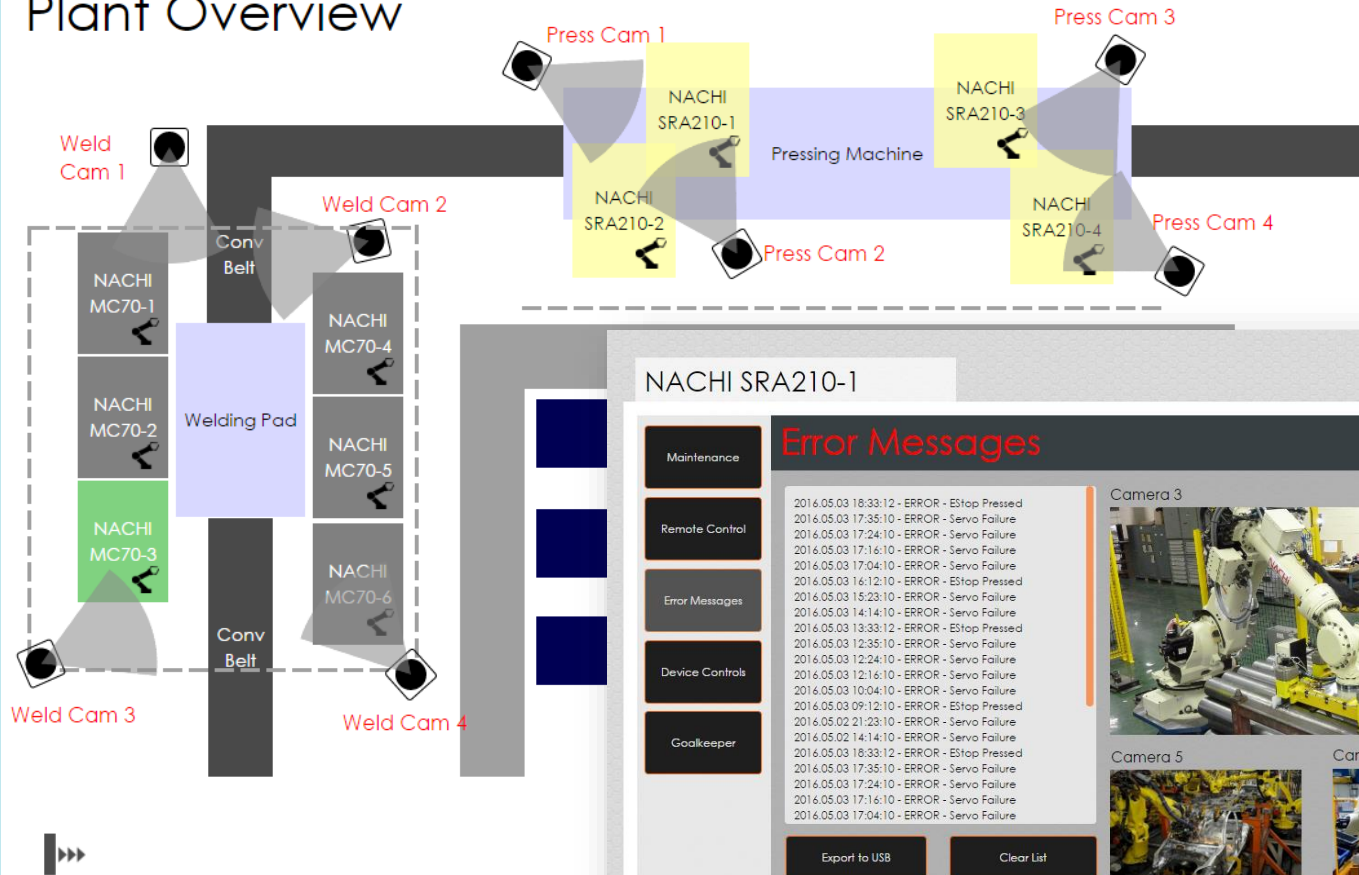 Plant Overview
Press Cam 1
Press Cam 3
NACHI
SRA210-1
NACHI
SRA210-3
Pressing Machine
Weld
Cam 1
Weld Cam 2
NACHI
SRA210-2
NACHI
SRA210-4
Press Cam 2
Press Cam 4
Conv
Belt
NACHI
MC70-1
NACHI
MC70-4
NACHI
MC70-2
Welding Pad
NACHI
MC70-5
NACHI
MC70-3
NACHI
MC70-6
Conv
Belt
Weld Cam 3
Weld Cam 4
NACHI SRA210-1
Maintenance
Remote Control
Error Messages
Device Controls
Goalkeeper
Error Messages
2016.05.03 18:33:12 - ERROR - EStop Pressed
2016.05.03 17:35:10 - ERROR - Servo Failure
2016.05.03 17:24:10 - ERROR - Servo Failure
2016.05.03 17:16:10 - ERROR - Servo Failure
2016.05.03 17:04:10 - ERROR - Servo Failure
2016.05.03 16:12:10 - ERROR - EStop Pressed
2016.05.03 15:23:10 - ERROR - Servo Failure
2016.05.03 14:14:10 - ERROR - Servo Failure
2016.05.03 13:33:12 - ERROR - EStop Pressed
2016.05.03 12:35:10 - ERROR - Servo Failure
2016.05.03 12:24:10 - ERROR - Servo Failure
2016.05.03 12:16:10 - ERROR - Servo Failure
2016.05.03 10:04:10 - ERROR - Servo Failure
2016.05.03 09:12:10 - ERROR - EStop Pressed
2016.05.02 21:23:10 - ERROR - Servo Failure
2016.05.02 14:14:10 - ERROR - Servo Failure
2016.05.03 18:33:12 - ERROR - EStop Pressed
2016.05.03 17:35:10 - ERROR - Servo Failure
2016.05.03 17:24:10 - ERROR - Servo Failure
2016.05.03 17:16:10 - ERROR - Servo Failure
2016.05.03 17:04:10 - ERROR - Servo Failure
Export to USB
Clear List
Camera 3
NACHI
Camera 5